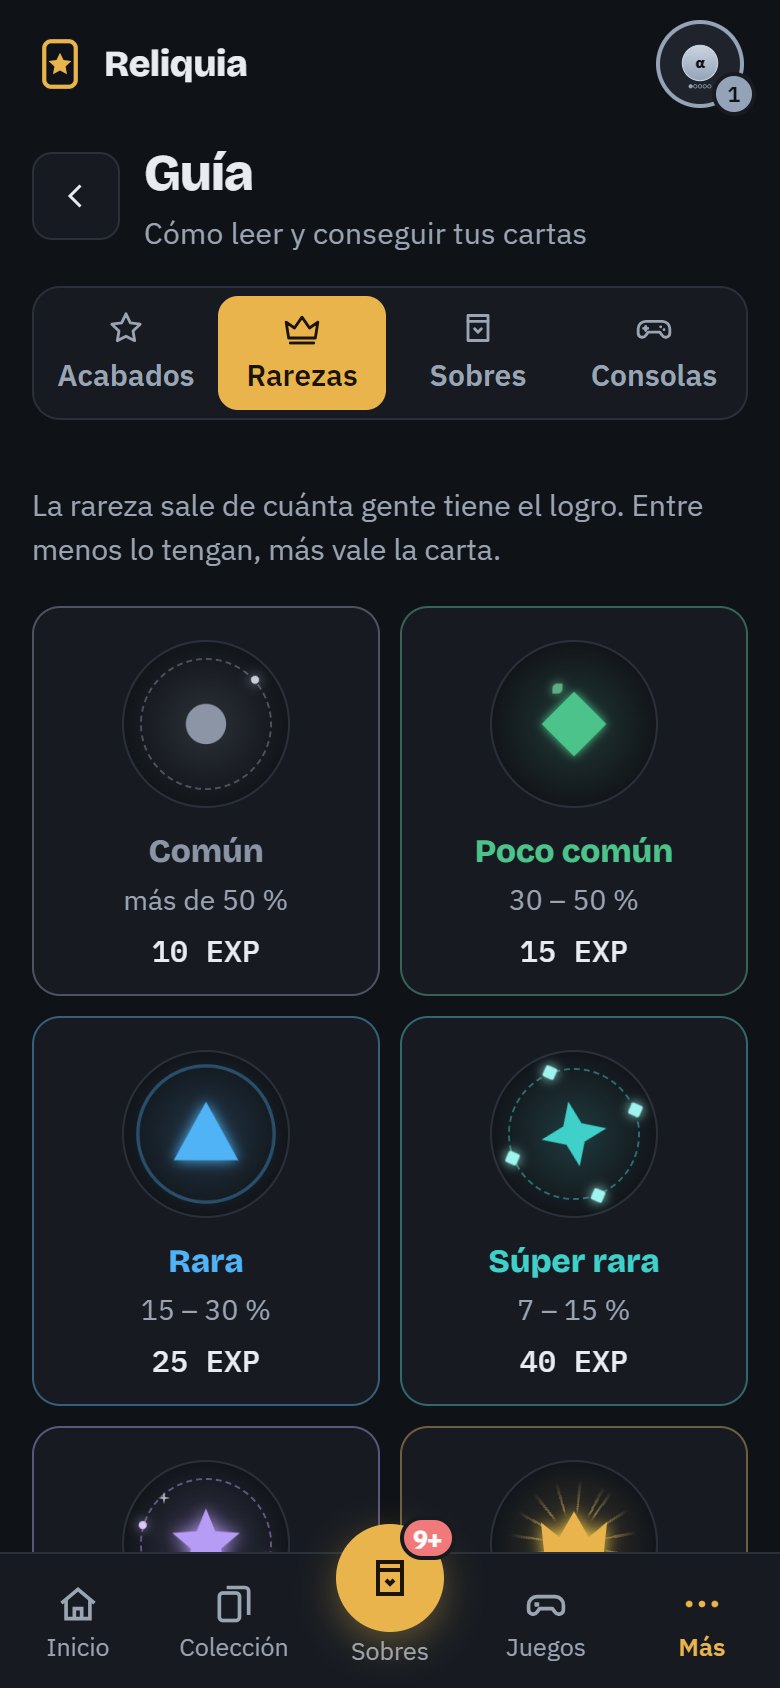 Reliquia
α
1
Guía
Cómo leer y conseguir tus cartas
Acabados
Rarezas
Sobres
Consolas
La rareza sale de cuánta gente tiene el logro. Entre
menos lo tengan, más vale la carta.
Común
más de 50 %
10 EXP
Poco común
30 – 50 %
15 EXP
Rara
15 – 30 %
25 EXP
Súper rara
7 – 15 %
40 EXP
9+
Inicio
Colección
Sobres
Juegos
Más